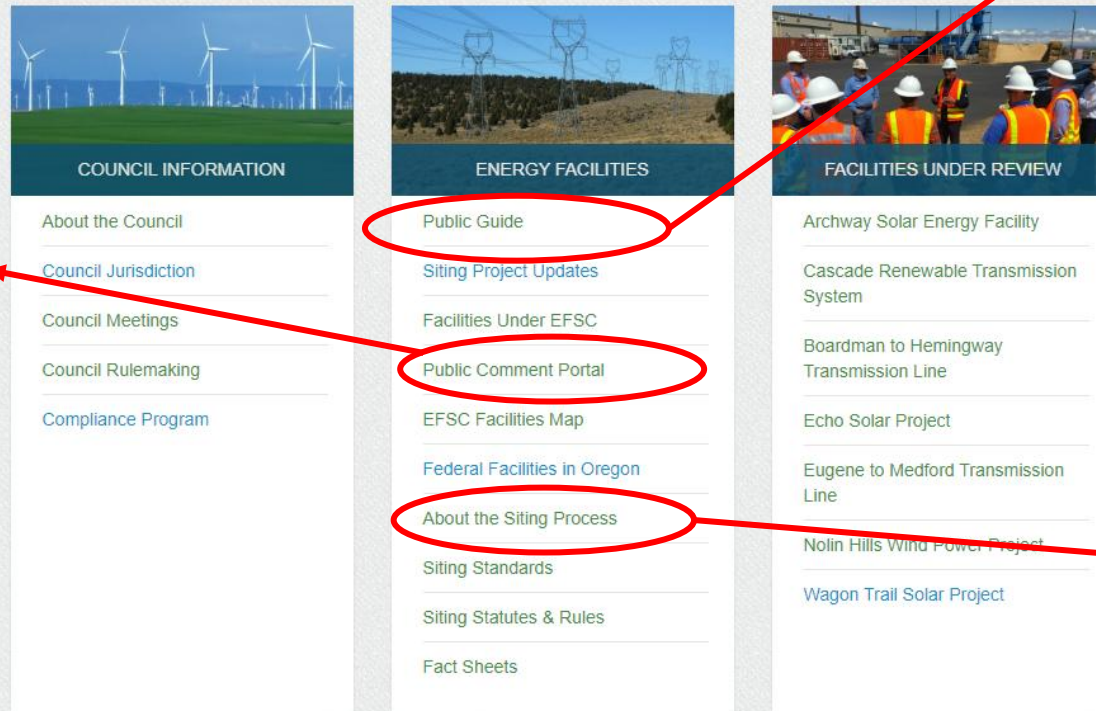 COUNCIL INFORMATION
About the Council
Council Jurisdiction
Council Meetings
Council Rulemaking
Compliance Program
ENERGY FACILITIES
Public Guide
Siting Project Updates
Facilities Under EFSC
Public Comment Portal
EFSC Facilities Map
Federal Facilities in Oregon
About the Siting Process
Siting Standards
Siting Statutes & Rules
Fact Sheets
FACILITIES UNDER REVIEW
Archway Solar Energy Facility
Cascade Renewable Transmission
System
Boardman to Hemingway
Transmission Line
Echo Solar Project
Eugene to Medford Transmission
Line
Nolin Hills Wind Power Project
Wagon Trail Solar Project